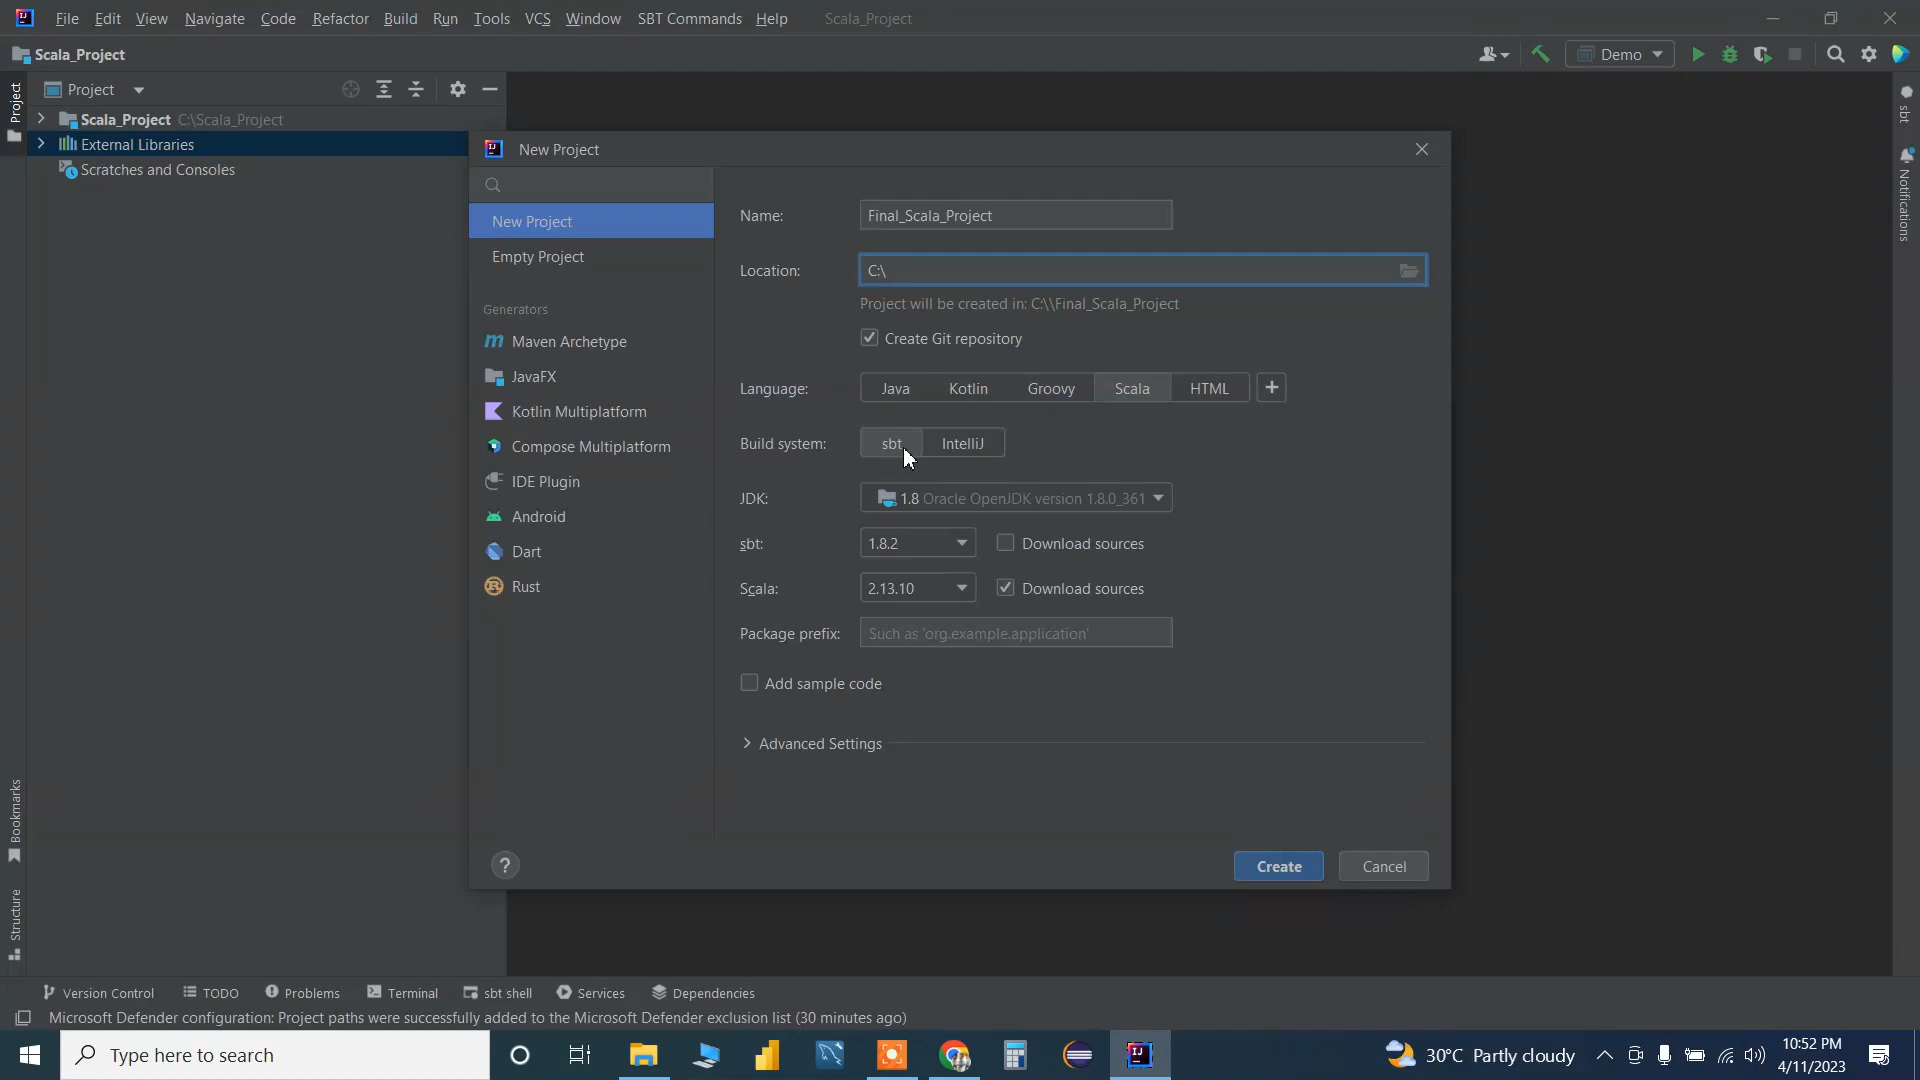 File Edit View Navigate Code Refactor Build Run Tools VCS Window SBT Commands Help Scala_Project
Scala_Project
Demo
Project
Project
Scala_Project C:\Scala_Project
External Libraries
Scratches and Consoles
Bookmarks
Structure
sbt
Notifications
New Project
New Project
Empty Project
Generators
Maven Archetype
JavaFX
Kotlin Multiplatform
Compose Multiplatform
IDE Plugin
Android
Dart
Rust
Name: Final_Scala_Project
Location: C:\
Project will be created in: C:\\Final_Scala_Project
Create Git repository
Language: Java Kotlin Groovy Scala HTML +
Build system: sbt IntelliJ
JDK: 1.8 Oracle OpenJDK version 1.8.0_361
sbt: 1.8.2 Download sources
Scala: 2.13.10 Download sources
Package prefix: Such as 'org.example.application'
Add sample code
Advanced Settings
? Create Cancel
Version Control TODO Problems Terminal sbt shell Services Dependencies
Microsoft Defender configuration: Project paths were successfully added to the Microsoft Defender exclusion list (30 minutes ago)
Type here to search
30°C Partly cloudy
10:52 PM
4/11/2023